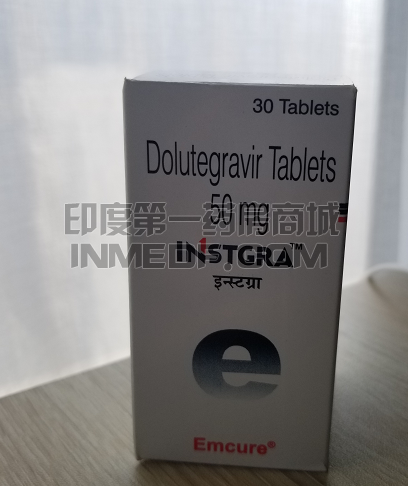 30 Tablets
Dolutegravir Tablets
50 mg
印度第一药房商城
INMEDI.COM
INSTGRA™
इन्स्टग्रा
e
Emcure®